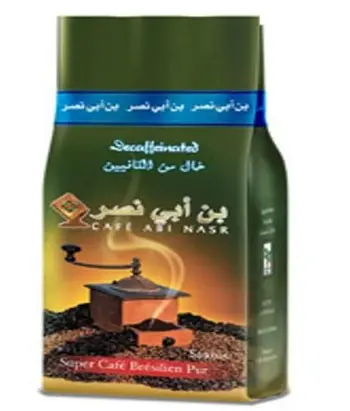 بن أبي نصر بن أبي نصر بن أبي نصر
Decaffeinated
خال من الكافيين
بن أبي نصر
CAFÉ ABI NASR
Super Café Brésilien Pur